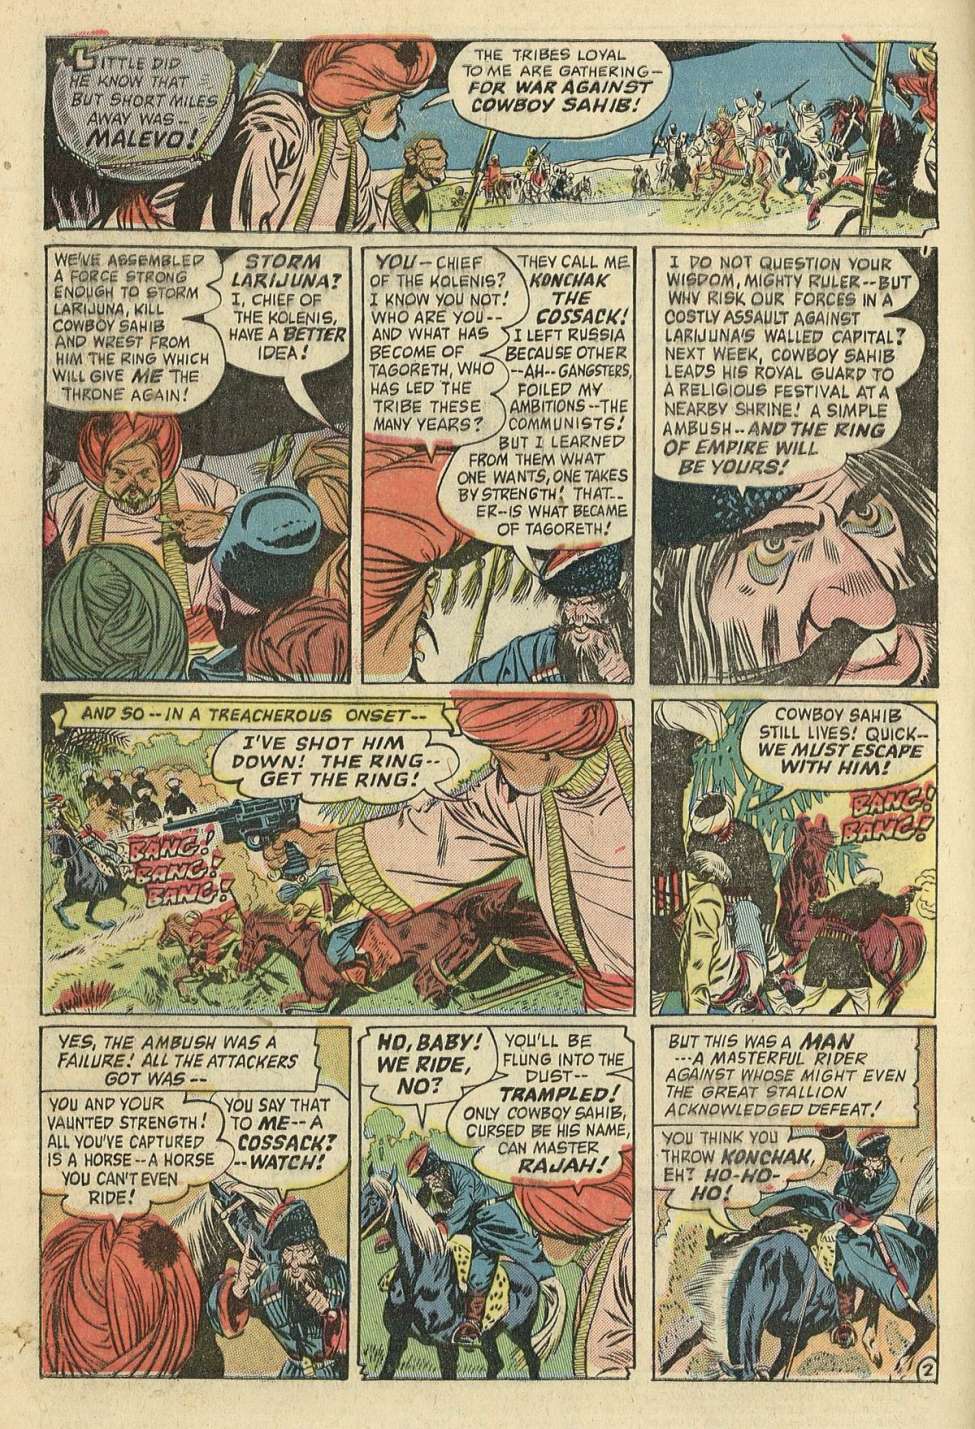 LITTLE DID
HE KNOW THAT
BUT SHORT MILES
AWAY WAS--
MALEVO!
THE TRIBES LOYAL
TO ME ARE GATHERING--
FOR WAR AGAINST
COWBOY SAHIB!
WE'VE ASSEMBLED
A FORCE STRONG
ENOUGH TO STORM
LARIJUNA, KILL
COWBOY SAHIB
AND WREST FROM
HIM THE RING WHICH
WILL GIVE ME THE
THRONE AGAIN!
STORM
LARIJUNA?
I, CHIEF OF
THE KOLENIS,
HAVE A BETTER
IDEA!
YOU--CHIEF
OF THE KOLENIS?
I KNOW YOU NOT!
WHO ARE YOU--
AND WHAT HAS
BECOME OF
TAGORETH, WHO
HAS LED THE
TRIBE THESE
MANY YEARS?
THEY CALL ME
KONCHAK
THE
COSSACK!
I LEFT RUSSIA
BECAUSE OTHER
--AH--GANGSTERS,
FOILED MY
AMBITIONS--THE
COMMUNISTS!
BUT I LEARNED
FROM THEM WHAT
ONE WANTS, ONE TAKES
BY STRENGTH! THAT--
ER--IS WHAT BECAME
OF TAGORETH!
I DO NOT QUESTION YOUR
WISDOM, MIGHTY RULER--BUT
WHY RISK OUR FORCES IN A
COSTLY ASSAULT AGAINST
LARIJUNA'S WALLED CAPITAL?
NEXT WEEK, COWBOY SAHIB
LEADS HIS ROYAL GUARD TO
A RELIGIOUS FESTIVAL AT A
NEARBY SHRINE! A SIMPLE
AMBUSH--AND THE RING
OF EMPIRE WILL
BE YOURS!
AND SO--IN A TREACHEROUS ONSET--
I'VE SHOT HIM
DOWN! THE RING--
GET THE RING!
BANG!
BANG!
BANG!
COWBOY SAHIB
STILL LIVES! QUICK--
WE MUST ESCAPE
WITH HIM!
BANG!
BANG!
YES, THE AMBUSH WAS A
FAILURE! ALL THE ATTACKERS
GOT WAS--
YOU AND YOUR
VAUNTED STRENGTH!
ALL YOU'VE CAPTURED
IS A HORSE--A HORSE
YOU CAN'T EVEN
RIDE!
YOU SAY THAT
TO ME--A
COSSACK?
--WATCH!
HO, BABY!
WE RIDE,
NO?
YOU'LL BE
FLUNG INTO THE
DUST--
TRAMPLED!
ONLY COWBOY SAHIB,
CURSED BE HIS NAME,
CAN MASTER
RAJAH!
BUT THIS WAS A MAN
---A MASTERFUL RIDER
AGAINST WHOSE MIGHT EVEN
THE GREAT STALLION
ACKNOWLEDGED DEFEAT!
YOU THINK YOU
THROW KONCHAK,
EH? HO-HO-
HO!
2